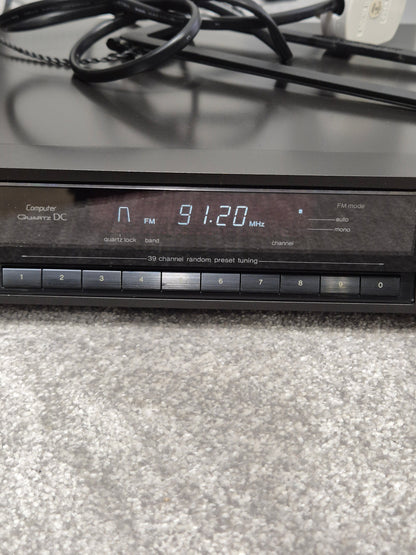 Computer
QUARTZ DC
FM
91.20 MHz
FM mode
auto
mono
quartz lock
band
channel
39 channel random preset tuning
1 2 3 4 6 7 8 9 0